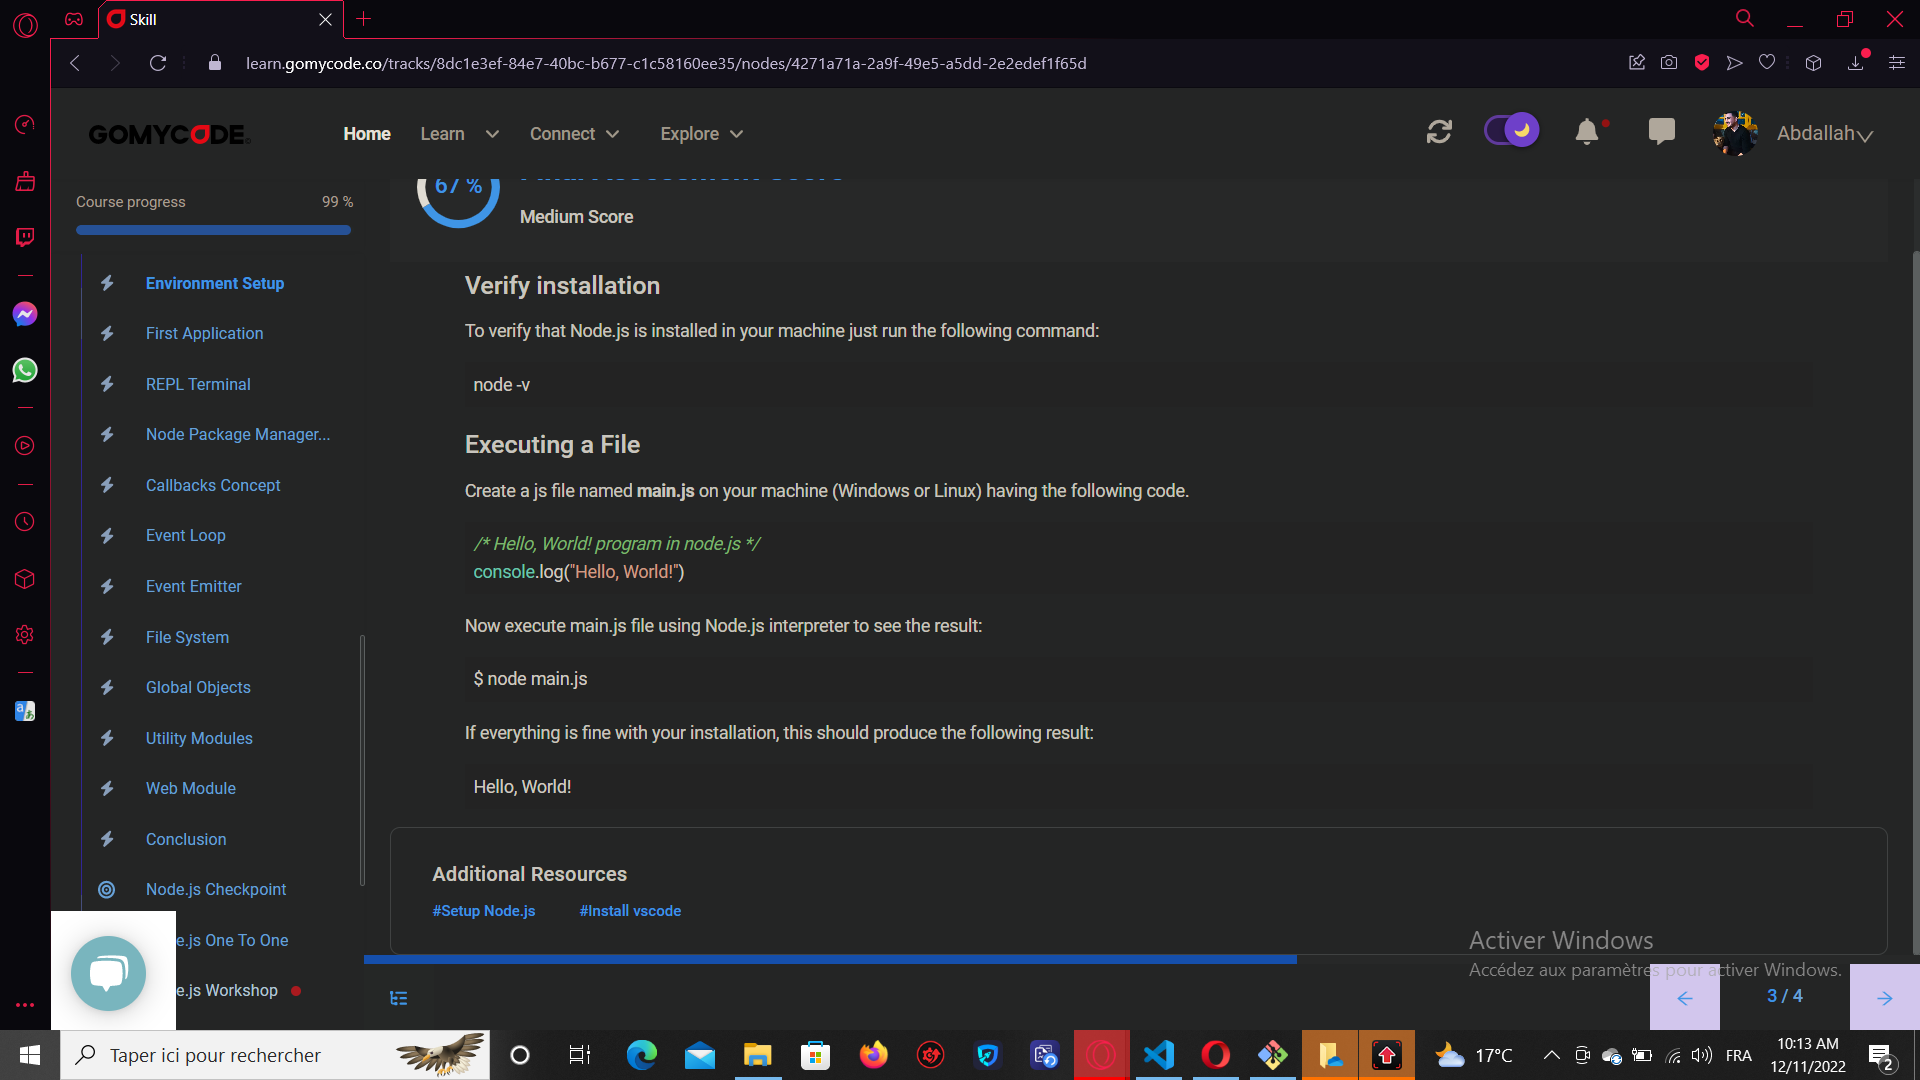 Skill
learn.gomycode.co/tracks/8dc1e3ef-84e7-40bc-b677-c1c58160ee35/nodes/4271a71a-2a9f-49e5-a5dd-2e2edef1f65d
GOMYCODE
Home
Learn
Connect
Explore
Abdallah
Course progress
99 %
Environment Setup
First Application
REPL Terminal
Node Package Manager...
Callbacks Concept
Event Loop
Event Emitter
File System
Global Objects
Utility Modules
Web Module
Conclusion
Node.js Checkpoint
e.js One To One
e.js Workshop
67 %
Medium Score
Verify installation
To verify that Node.js is installed in your machine just run the following command:
node -v
Executing a File
Create a js file named main.js on your machine (Windows or Linux) having the following code.
/* Hello, World! program in node.js */
console.log("Hello, World!")
Now execute main.js file using Node.js interpreter to see the result:
$ node main.js
If everything is fine with your installation, this should produce the following result:
Hello, World!
Additional Resources
#Setup Node.js
#Install vscode
Activer Windows
Accédez aux paramètres pour activer Windows.
3 / 4
Taper ici pour rechercher
17°C
FRA
10:13 AM
12/11/2022
2